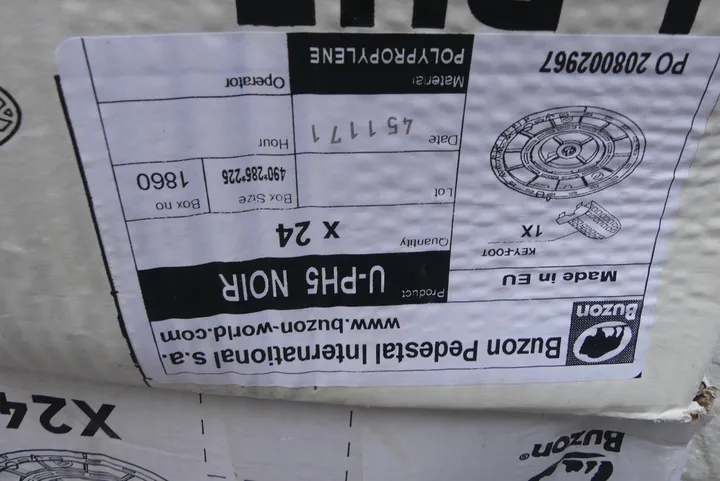 Buzon
Buzon Pedestal International s.a.
www.buzon-world.com
Made in EU
Product U-PH5 NOIR
KEY-FOOT
1X
Quantity X 24
Lot
Box Size 490*285*225
Box no 1860
Date
Hour
Material POLYPROPYLENE
Operator
PO 208002967
Buzon®
X24